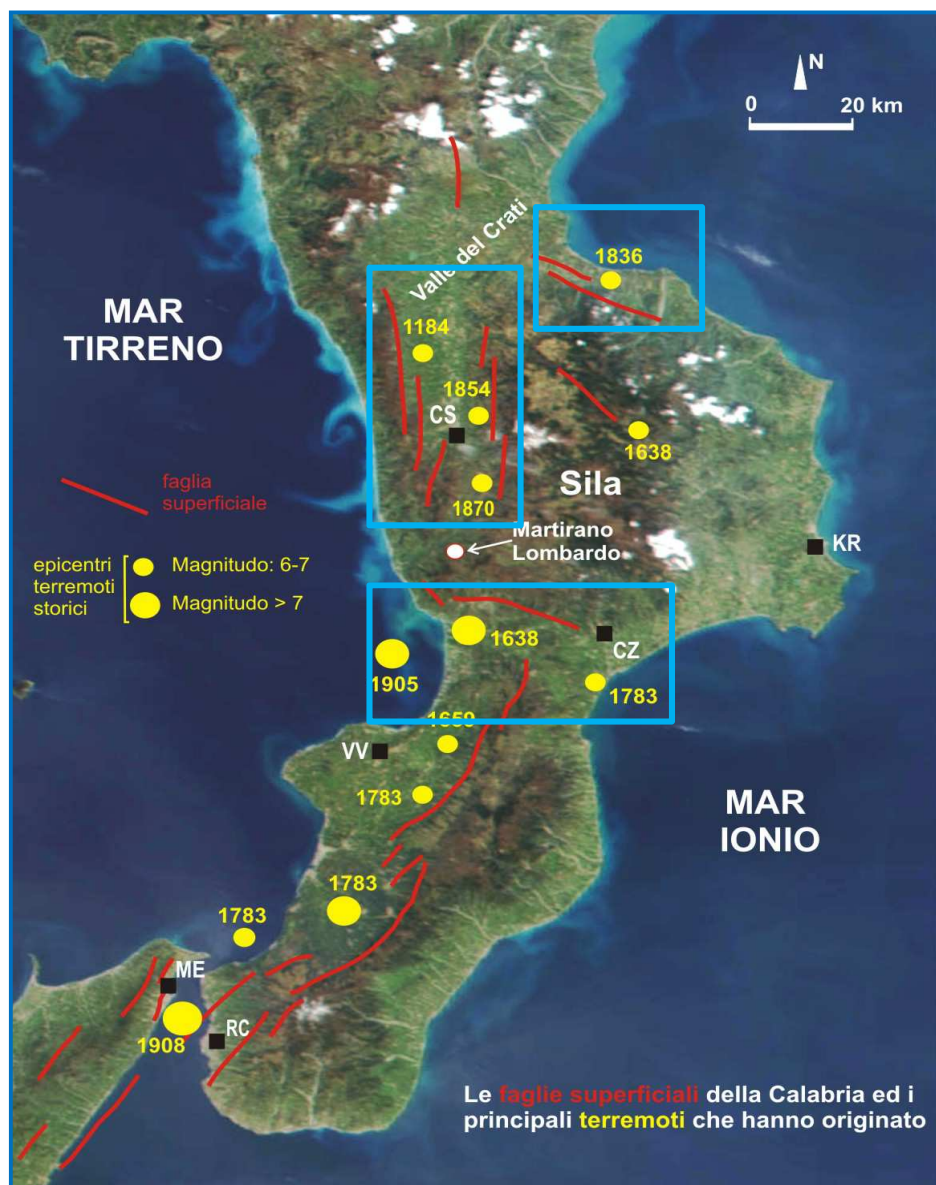 N
0 20 km
Valle del Crati
1836
MAR
TIRRENO
1184
1854
CS
1638
1870
Sila
faglia
superficiale
Martirano
Lombardo
KR
epicentri
terremoti
storici
Magnitudo: 6-7
Magnitudo > 7
1638
CZ
1905
1783
1659
VV
1783
MAR
IONIO
1783
1783
ME
1908
RC
Le faglie superficiali della Calabria ed i
principali terremoti che hanno originato